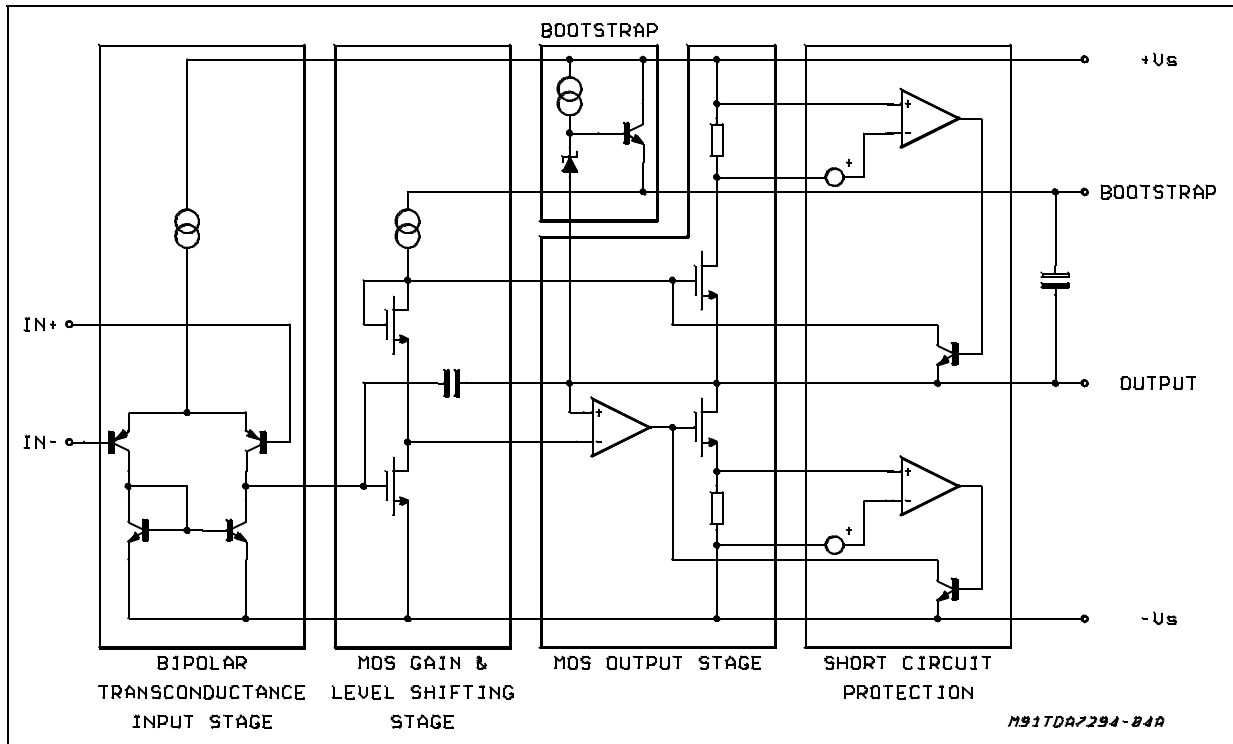 BOOTSTRAP
+Vs
+
-
+
BOOTSTRAP
IN+
OUTPUT
IN-
+
-
+
-
+
-Vs
BIPOLAR
TRANSCONDUCTANCE
INPUT STAGE
MOS GAIN &
LEVEL SHIFTING
STAGE
MOS OUTPUT STAGE
SHORT CIRCUIT
PROTECTION
M91TDA7294-84A